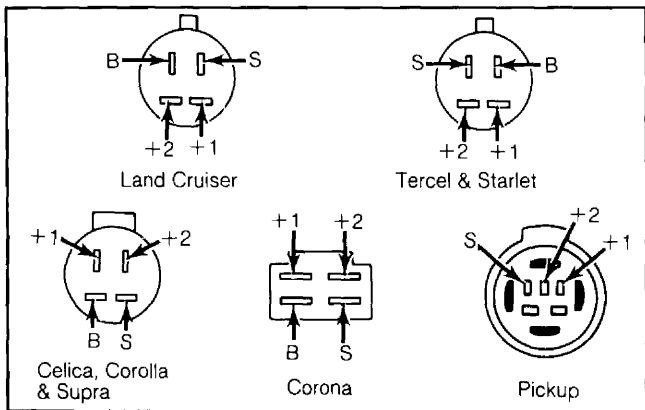 B S
+2 +1
Land Cruiser
S B
+2 +1
Tercel & Starlet
+1 +2
B S
Celica, Corolla
& Supra
+1 +2
B S
Corona
+2
S +1
Pickup